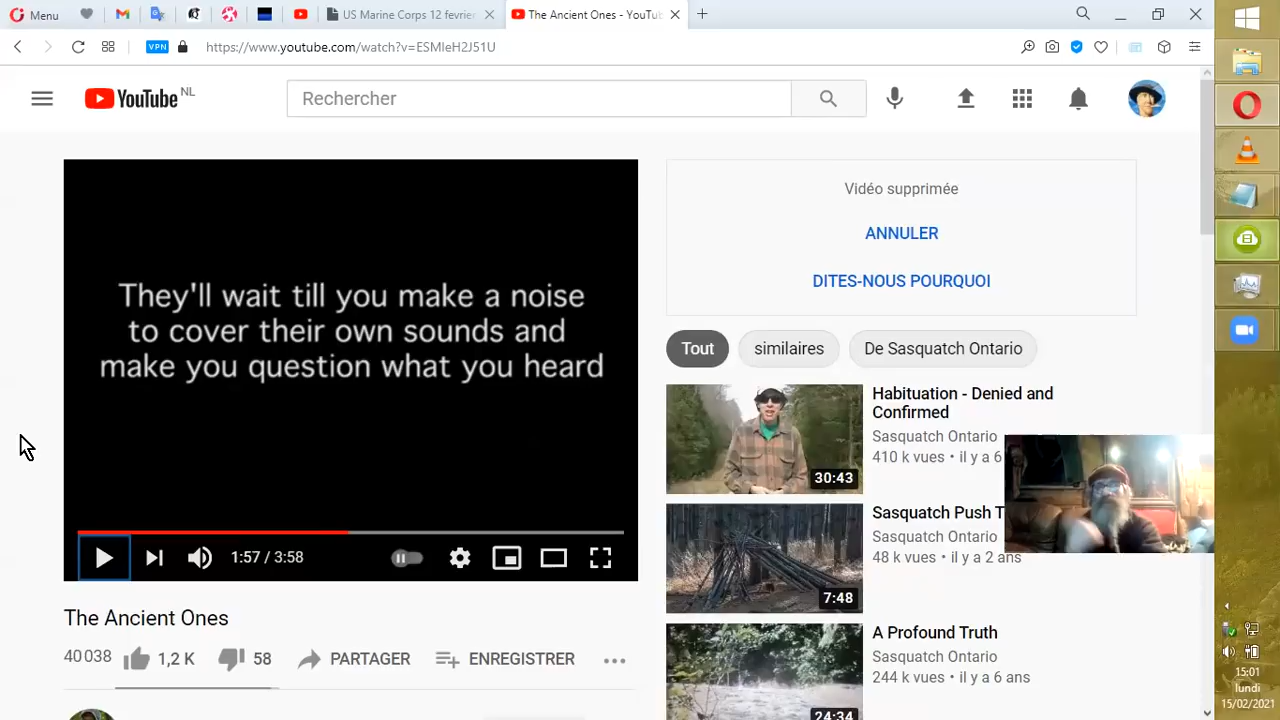 Menu
US Marine Corps 12 fevrier
The Ancient Ones - YouTub
VPN
https://www.youtube.com/watch?v=ESMleH2J51U
YouTube NL
Rechercher
They'll wait till you make a noise
to cover their own sounds and
make you question what you heard
1:57 / 3:58
The Ancient Ones
40 038
1,2 K
58
PARTAGER
ENREGISTRER
Vidéo supprimée
ANNULER
DITES-NOUS POURQUOI
Tout
similaires
De Sasquatch Ontario
30:43
Habituation - Denied and
Confirmed
Sasquatch Ontario
410 k vues • il y a 6
7:48
Sasquatch Push T
Sasquatch Ontario
48 k vues • il y a 2 ans
24:34
A Profound Truth
Sasquatch Ontario
244 k vues • il y a 6 ans
15:01
lundi
15/02/2021